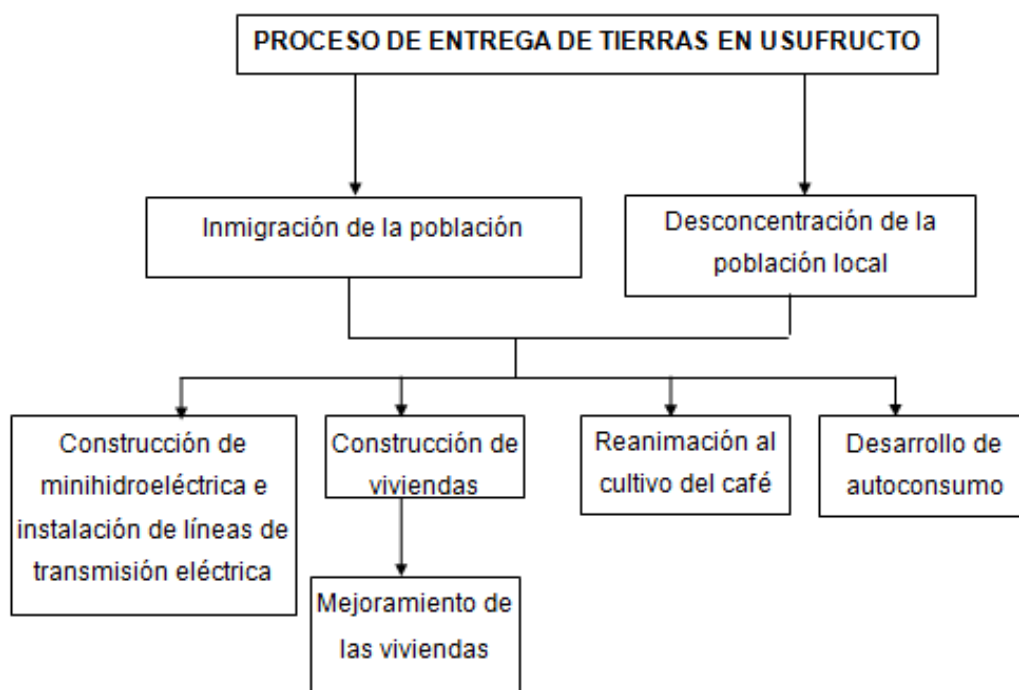 PROCESO DE ENTREGA DE TIERRAS EN USUFRUCTO
Inmigración de la población
Desconcentración de la
población local
Construcción de
minihidroeléctrica e
instalación de líneas de
transmisión eléctrica
Construcción de
viviendas
Mejoramiento de
las viviendas
Reanimación al
cultivo del café
Desarrollo de
autoconsumo